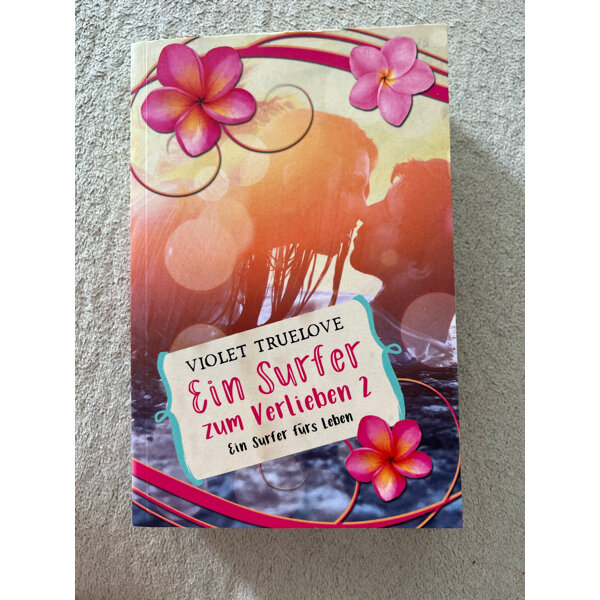 VIOLET TRUELOVE
Ein Surfer
zum Verlieben 2
Ein Surfer fürs Leben